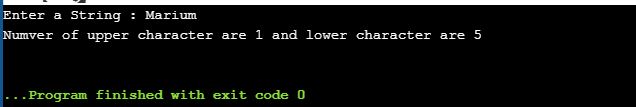 Enter a String : Marium
Numver of upper character are 1 and lower character are 5
...Program finished with exit code 0